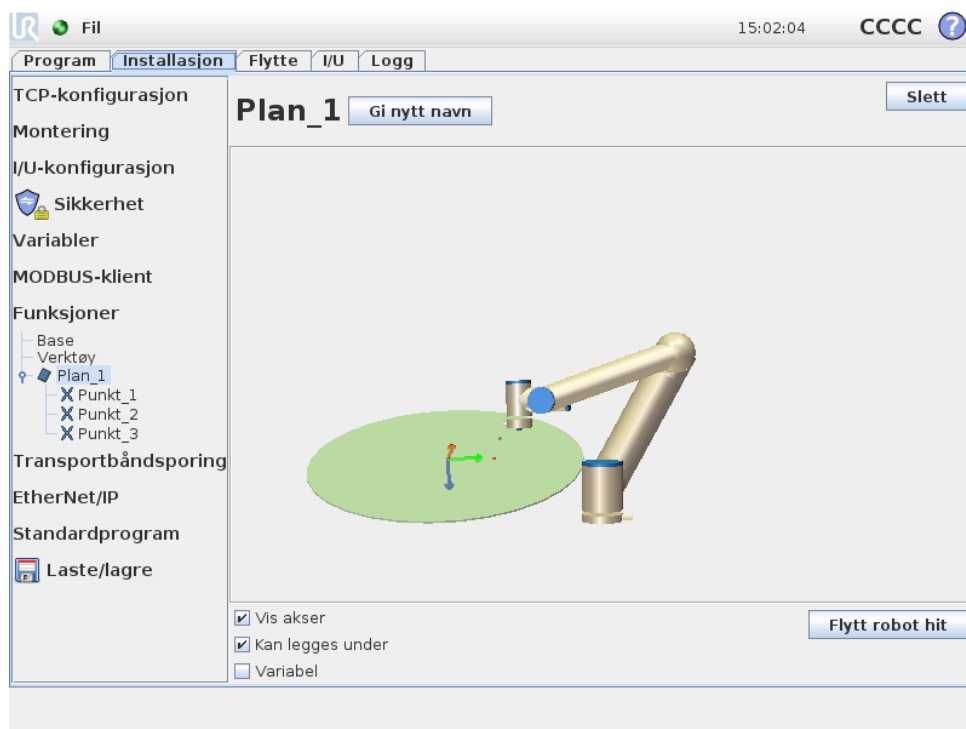 UR Fil 15:02:04 CCCC ?
Program Installasjon Flytte I/U Logg
TCP-konfigurasjon
Montering
I/U-konfigurasjon
Sikkerhet
Variabler
MODBUS-klient
Funksjoner
Base
Verktøy
Plan_1
Punkt_1
Punkt_2
Punkt_3
Transportbåndsporing
EtherNet/IP
Standardprogram
Laste/lagre
Plan_1 Gi nytt navn Slett
Vis akser
Kan legges under
Variabel
Flytt robot hit